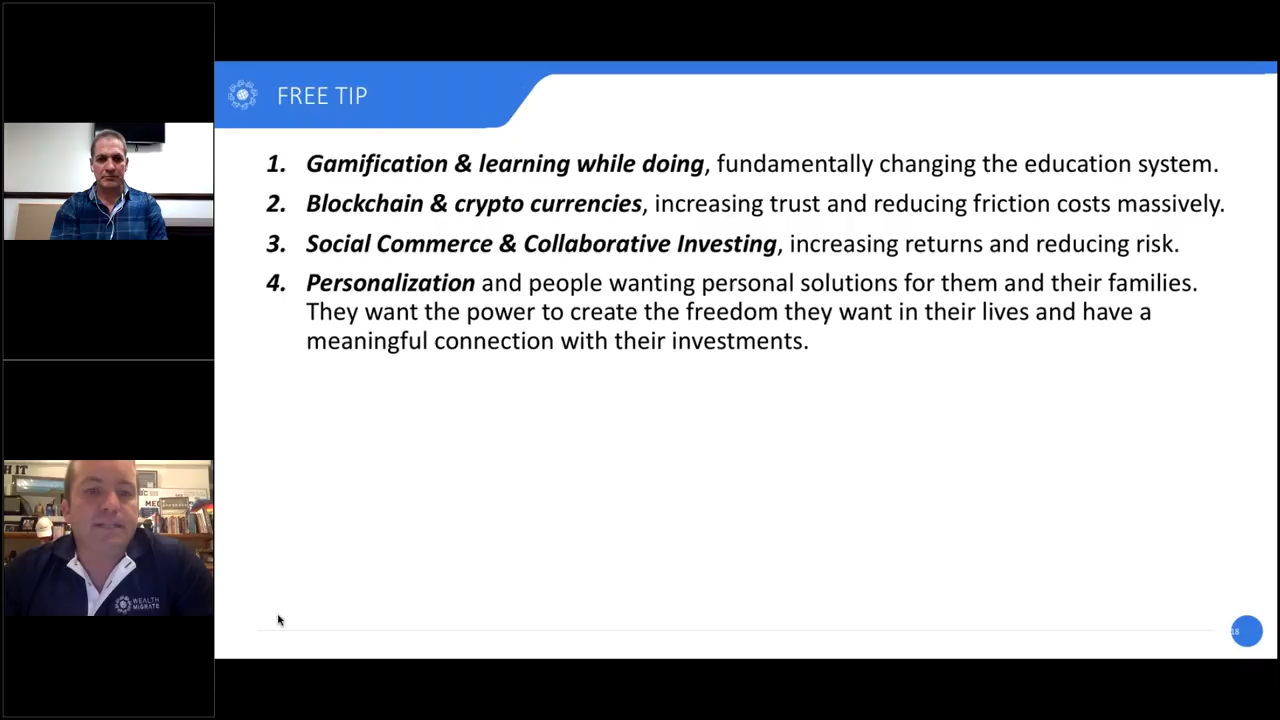 FREE TIP
1. Gamification & learning while doing, fundamentally changing the education system.
2. Blockchain & crypto currencies, increasing trust and reducing friction costs massively.
3. Social Commerce & Collaborative Investing, increasing returns and reducing risk.
4. Personalization and people wanting personal solutions for them and their families.
They want the power to create the freedom they want in their lives and have a
meaningful connection with their investments.
18
H IT
WEALTH
MIGRATE